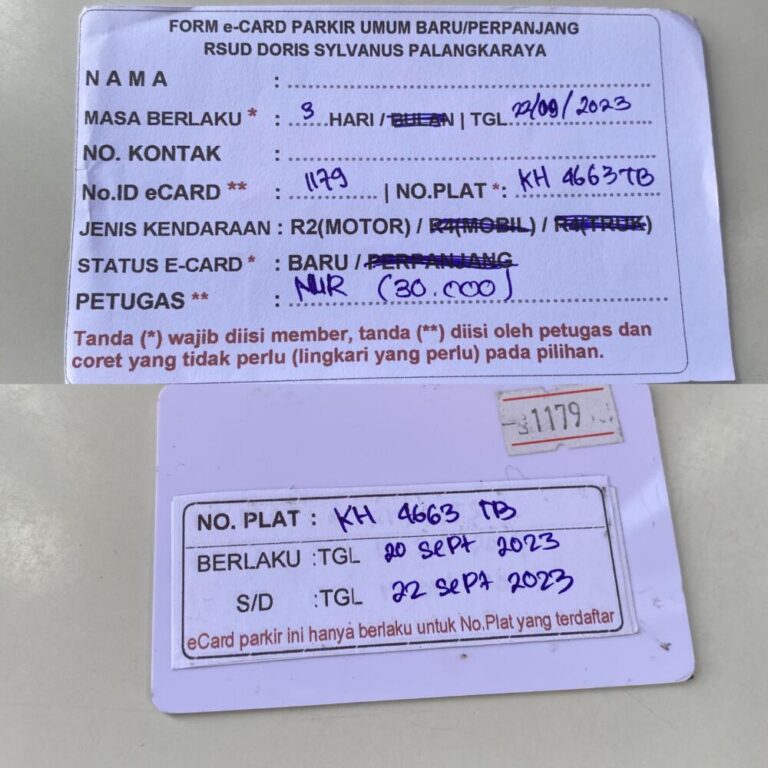 FORM e-CARD PARKIR UMUM BARU/PERPANJANG
RSUD DORIS SYLVANUS PALANGKARAYA
NAMA :
MASA BERLAKU * : 3 HARI / BULAN | TGL 22/09/2023
NO. KONTAK :
No.ID eCARD ** : 1179 | NO.PLAT *: KH 4663 TB
JENIS KENDARAAN : R2(MOTOR) / R4(MOBIL) / R4(TRUK)
STATUS E-CARD * : BARU / PERPANJANG
PETUGAS ** : NUR (30.000)
Tanda (*) wajib diisi member, tanda (**) diisi oleh petugas dan
coret yang tidak perlu (lingkari yang perlu) pada pilihan.
1179
NO. PLAT : KH 4663 TB
BERLAKU :TGL 20 sept 2023
S/D :TGL 22 sept 2023
eCard parkir ini hanya berlaku untuk No.Plat yang terdaftar